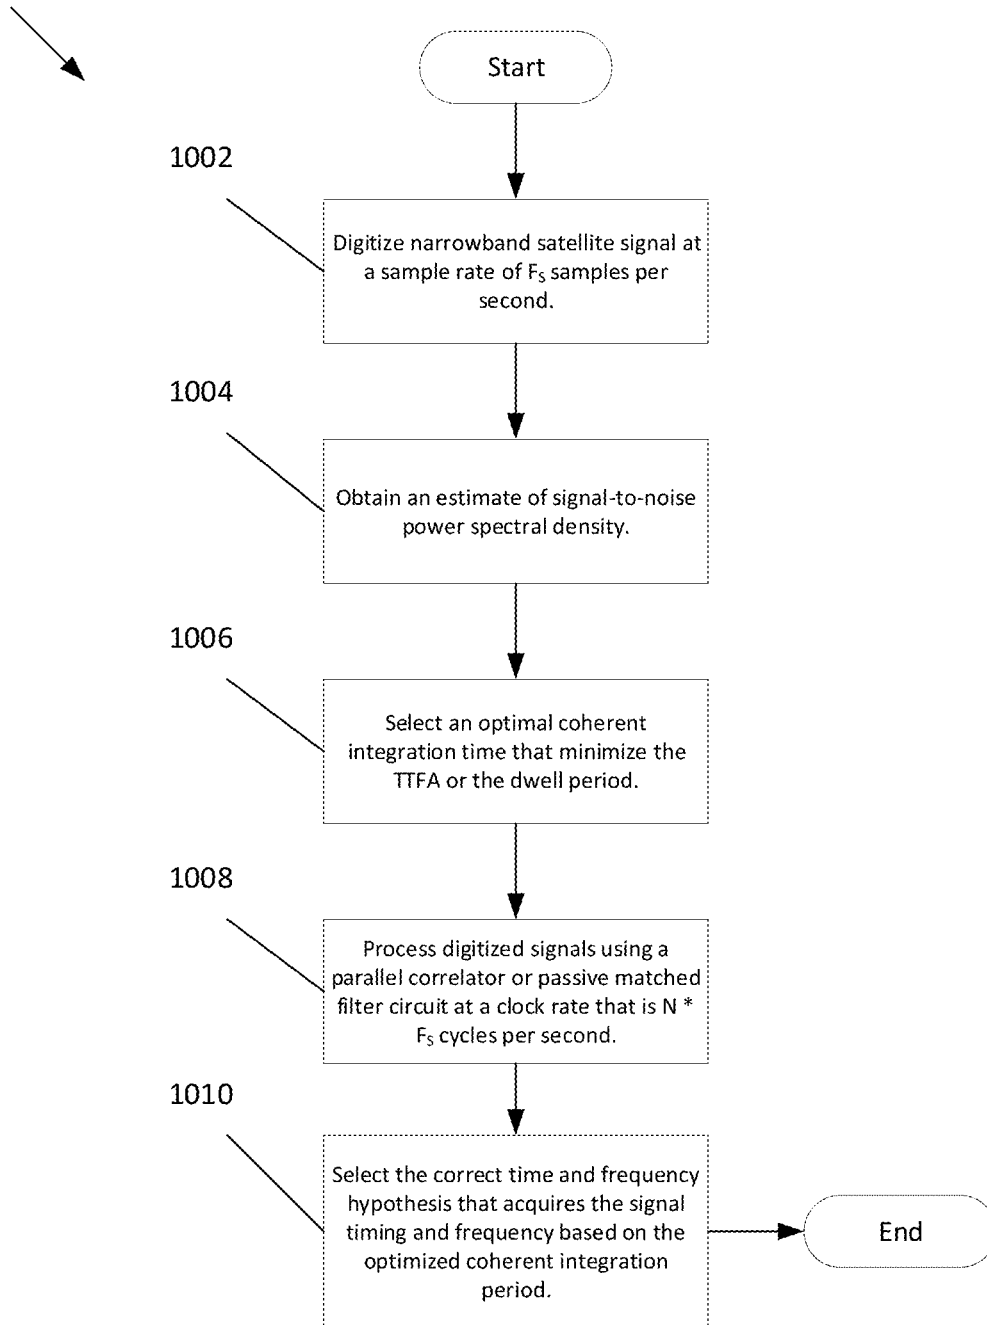 Start
1002
Digitize narrowband satellite signal at
a sample rate of FS samples per
second.
1004
Obtain an estimate of signal-to-noise
power spectral density.
1006
Select an optimal coherent
integration time that minimize the
TTFA or the dwell period.
1008
Process digitized signals using a
parallel correlator or passive matched
filter circuit at a clock rate that is N *
FS cycles per second.
1010
Select the correct time and frequency
hypothesis that acquires the signal
timing and frequency based on the
optimized coherent integration
period.
End